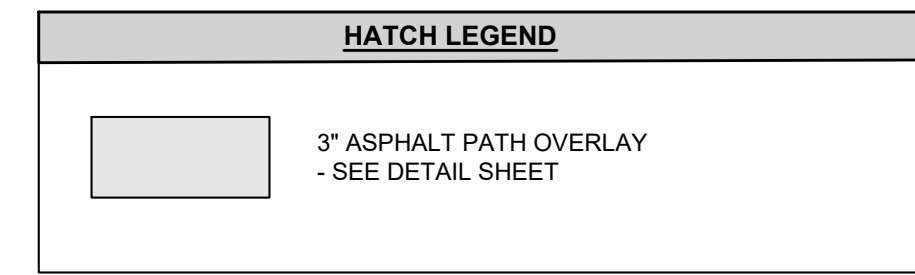 HATCH LEGEND
3" ASPHALT PATH OVERLAY
- SEE DETAIL SHEET